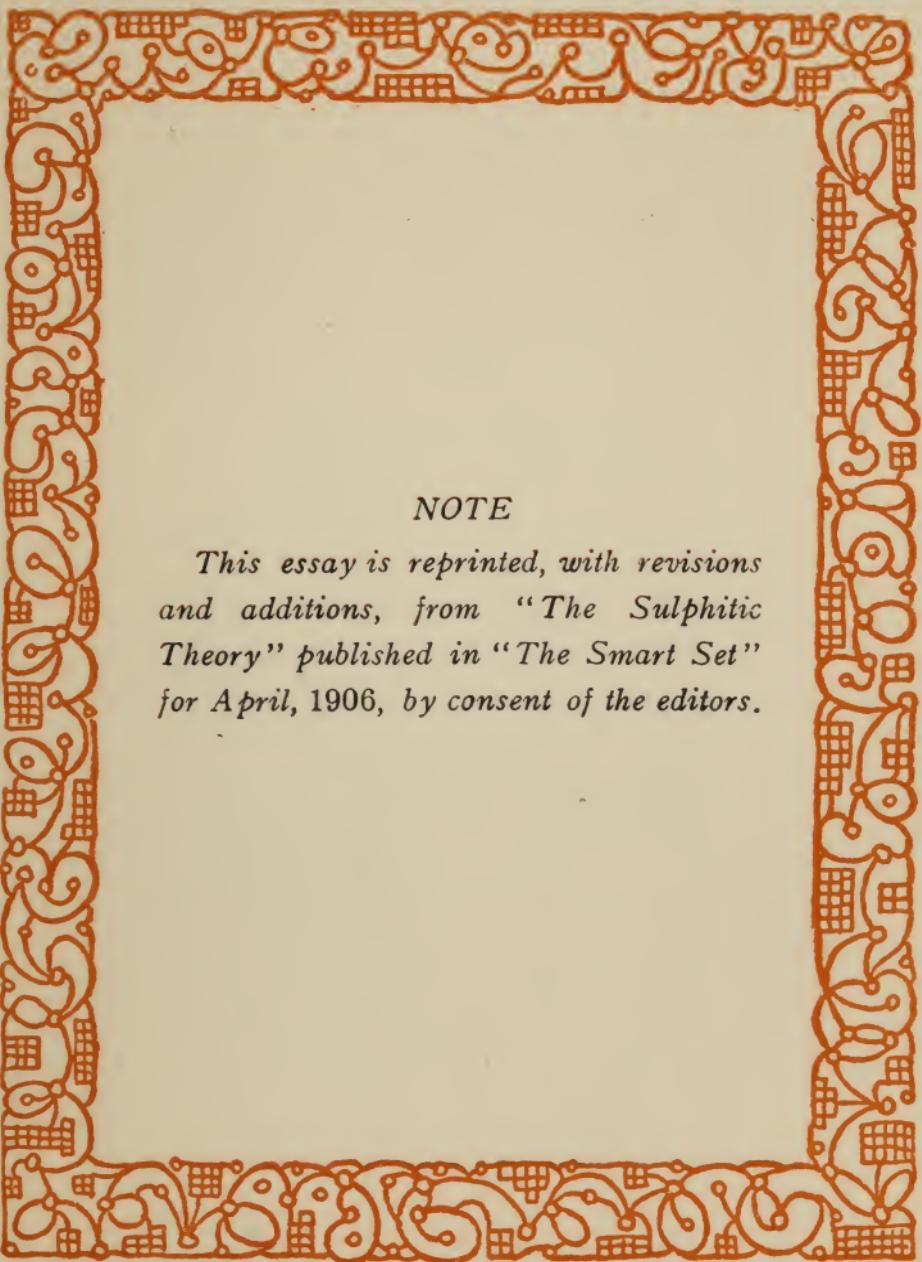 NOTE
This essay is reprinted, with revisions
and additions, from "The Sulphitic
Theory" published in "The Smart Set"
for April, 1906, by consent of the editors.